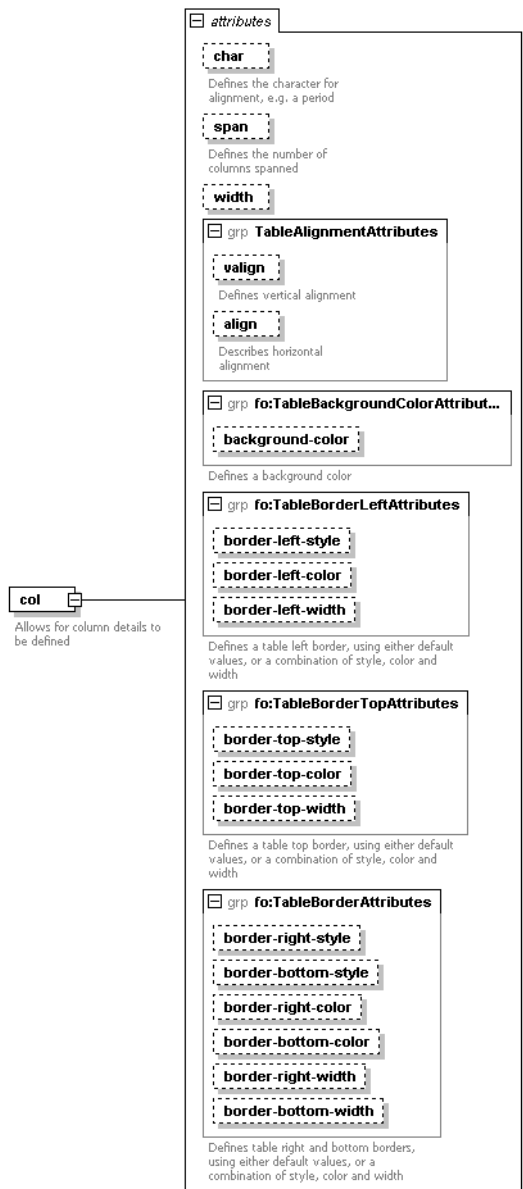 attributes
char
Defines the character for
alignment, e.g. a period
span
Defines the number of
columns spanned
width
grp TableAlignmentAttributes
valign
Defines vertical alignment
align
Describes horizontal
alignment
grp fo:TableBackgroundColorAttribut...
background-color
Defines a background color
grp fo:TableBorderLeftAttributes
border-left-style
border-left-color
border-left-width
Defines a table left border, using either default
values, or a combination of style, color and
width
col
Allows for column details to
be defined
grp fo:TableBorderTopAttributes
border-top-style
border-top-color
border-top-width
Defines a table top border, using either default
values, or a combination of style, color and
width
grp fo:TableBorderAttributes
border-right-style
border-bottom-style
border-right-color
border-bottom-color
border-right-width
border-bottom-width
Defines table right and bottom borders,
using either default values, or a
combination of style, color and width